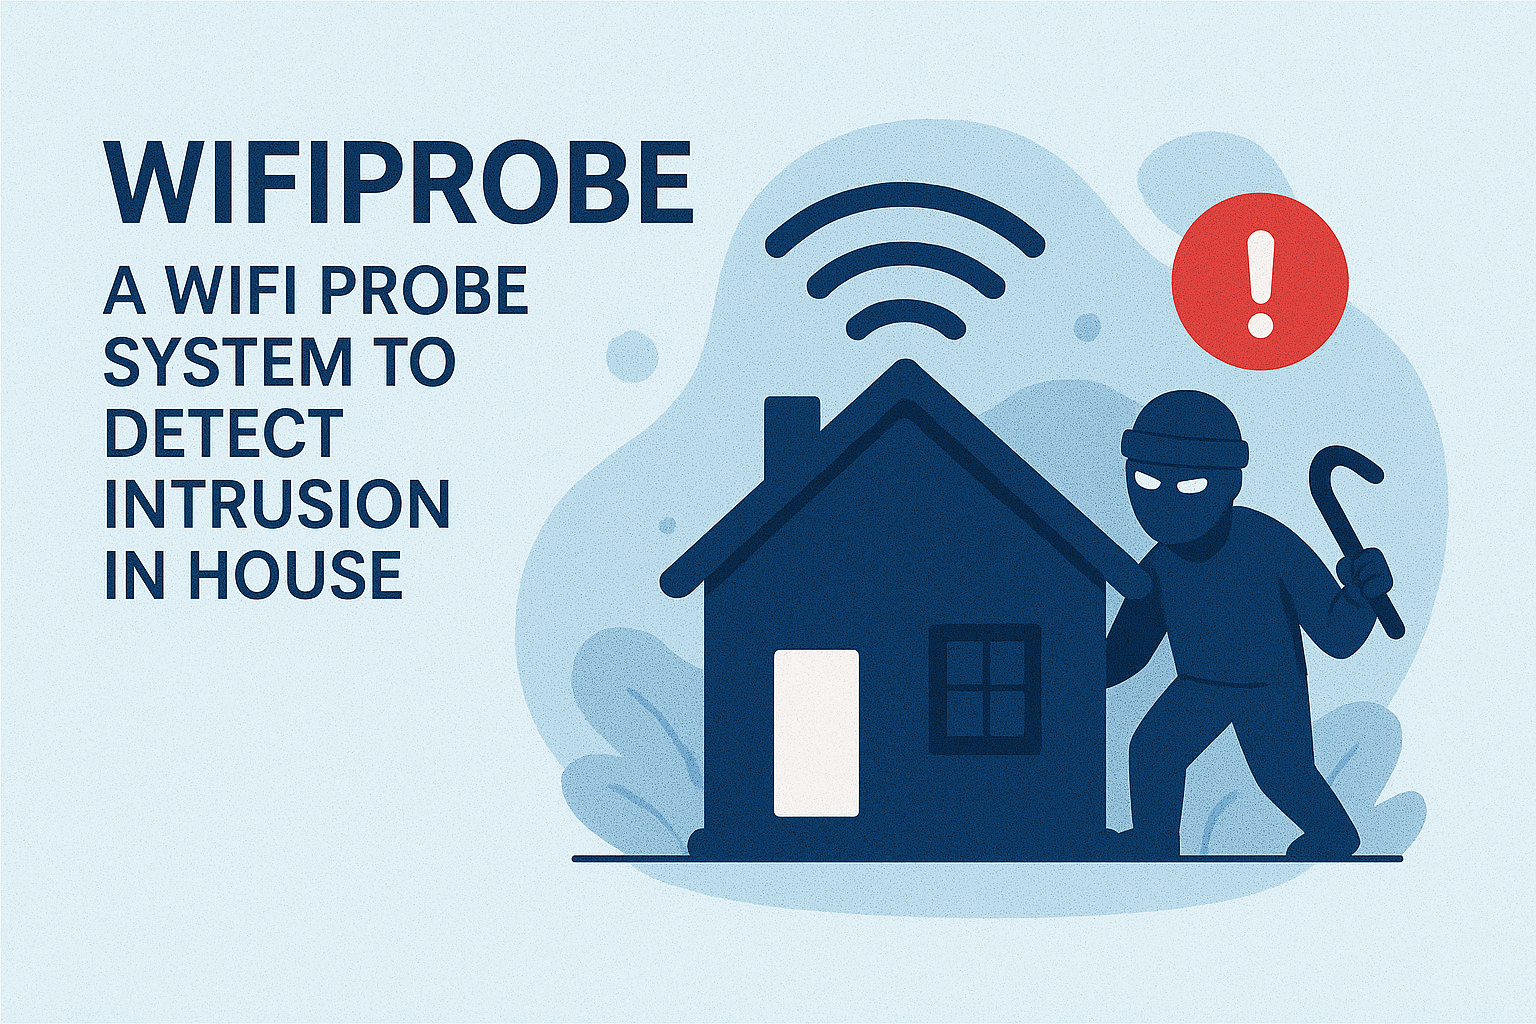 WIFIPROBE
A WIFI PROBE
SYSTEM TO
DETECT
INTRUSION
IN HOUSE